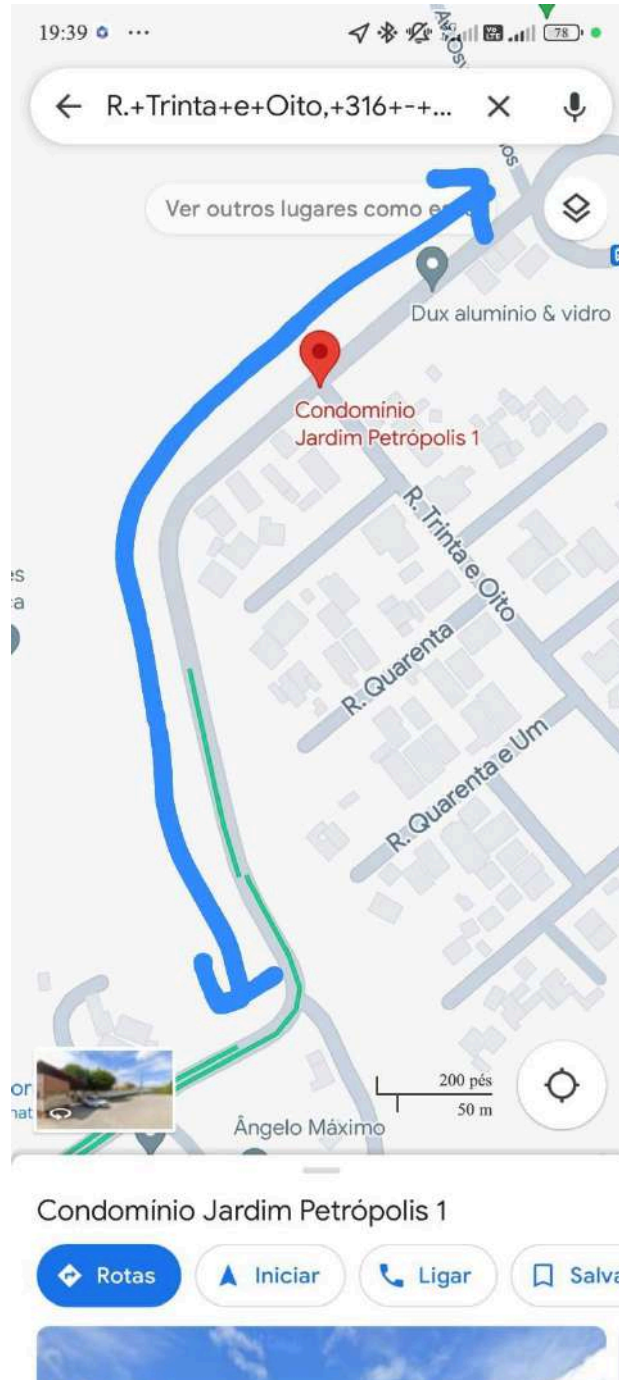 19:39
78
R.+Trinta+e+Oito,+316+-+...
Ver outros lugares como e
Dux alumínio & vidro
Condomínio
Jardim Petrópolis 1
R. Trinta e Oito
R. Quarenta
R. Quarenta e Um
200 pés
50 m
Ângelo Máximo
Condomínio Jardim Petrópolis 1
Rotas
Iniciar
Ligar
Salva